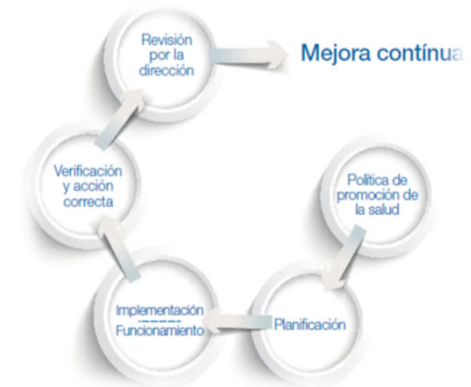 Revisión
por la
dirección
Mejora contínua
Verificación
y acción
correcta
Política de
promoción de
la salud
Implementación
Funcionamiento
Planificación